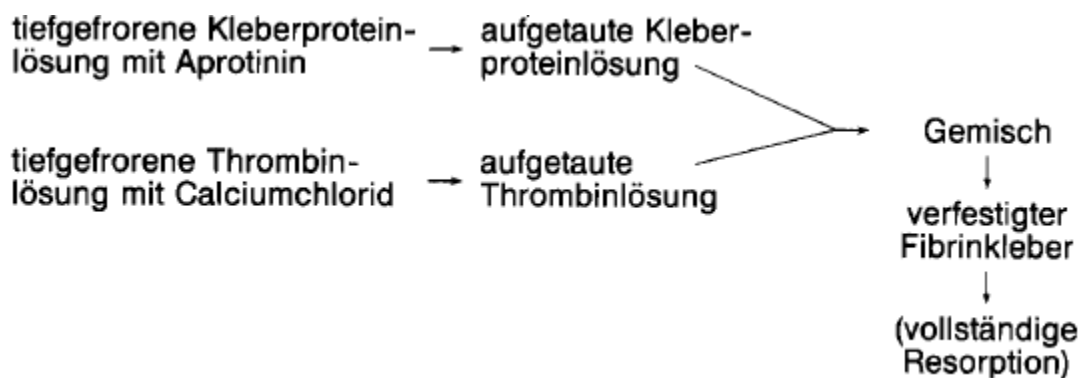 tiefgefrorene Kleberprotein-
lösung mit Aprotinin
aufgetaute Kleber-
proteinlösung
tiefgefrorene Thrombin-
lösung mit Calciumchlorid
aufgetaute
Thrombinlösung
Gemisch
verfestigter
Fibrinkleber
(vollständige
Resorption)